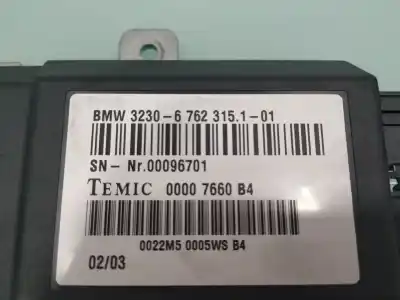 BMW 3230-6 762 315.1-01
SN- Nr.00096701
TEMIC 0000 7660 B4
0022M5 0005WS B4
02/03